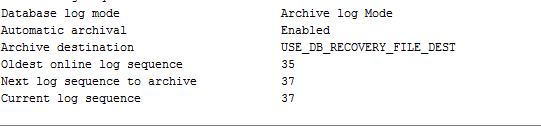 Database log mode Archive log Mode
Automatic archival Enabled
Archive destination USE_DB_RECOVERY_FILE_DEST
Oldest online log sequence 35
Next log sequence to archive 37
Current log sequence 37